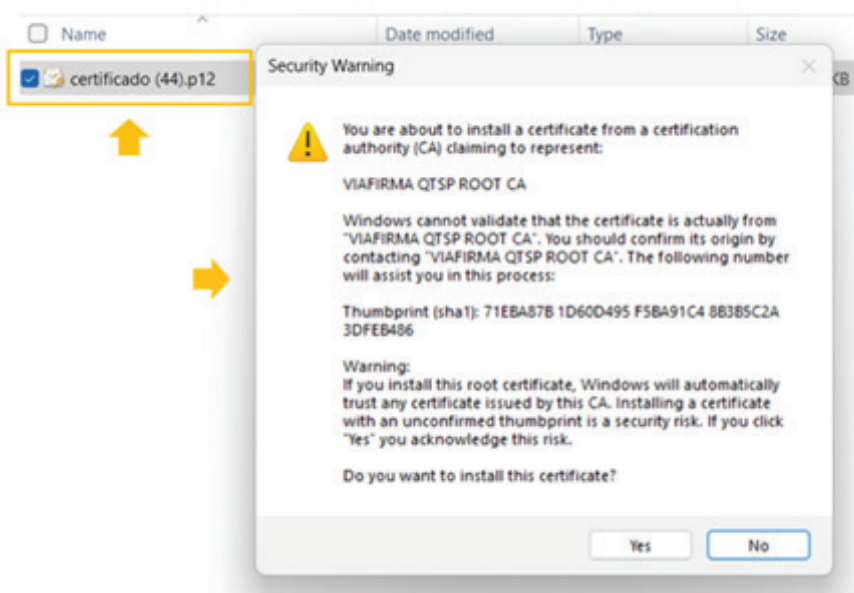 Name Date modified Type Size
certificado (44).p12 KB
Security Warning
You are about to install a certificate from a certification
authority (CA) claiming to represent:
VIAFIRMA QTSP ROOT CA
Windows cannot validate that the certificate is actually from
"VIAFIRMA QTSP ROOT CA". You should confirm its origin by
contacting "VIAFIRMA QTSP ROOT CA". The following number
will assist you in this process:
Thumbprint (sha1): 71EBA87B 1D60D495 F5BA91C4 8B3B5C2A
3DFEB486
Warning:
If you install this root certificate, Windows will automatically
trust any certificate issued by this CA. Installing a certificate
with an unconfirmed thumbprint is a security risk. If you click
"Yes" you acknowledge this risk.
Do you want to install this certificate?
Yes No